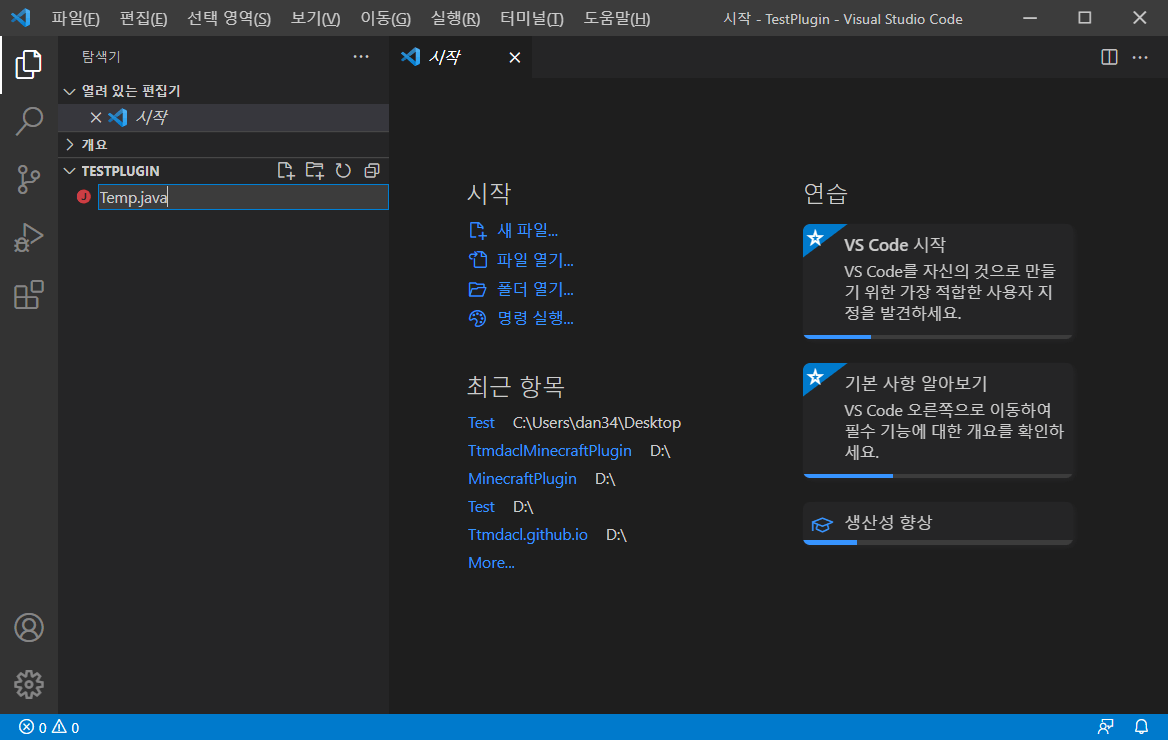 파일(F) 편집(E) 선택 영역(S) 보기(V) 이동(G) 실행(R) 터미널(T) 도움말(H) 시작 - TestPlugin - Visual Studio Code
탐색기
시작
열려 있는 편집기
시작
개요
TESTPLUGIN
J Temp.java
시작
새 파일...
파일 열기...
폴더 열기...
명령 실행...
최근 항목
Test C:\Users\dan34\Desktop
TtmdaclMinecraftPlugin D:\
MinecraftPlugin D:\
Test D:\
Ttmdacl.github.io D:\
More...
연습
VS Code 시작
VS Code를 자신의 것으로 만들
기 위한 가장 적합한 사용자 지
정을 발견하세요.
기본 사항 알아보기
VS Code 오른쪽으로 이동하여
필수 기능에 대한 개요를 확인하
세요.
생산성 향상
0 0